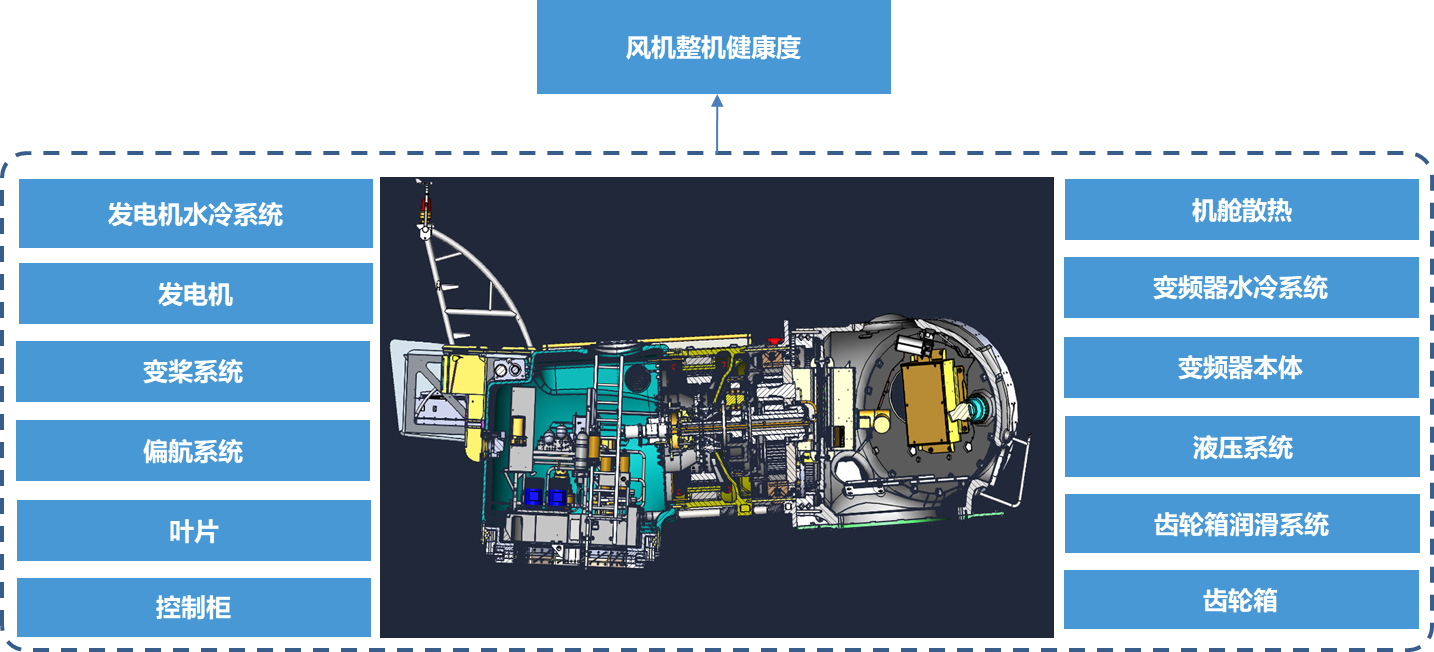 风机整机健康度
发电机水冷系统
发电机
变桨系统
偏航系统
叶片
控制柜
机舱散热
变频器水冷系统
变频器本体
液压系统
齿轮箱润滑系统
齿轮箱